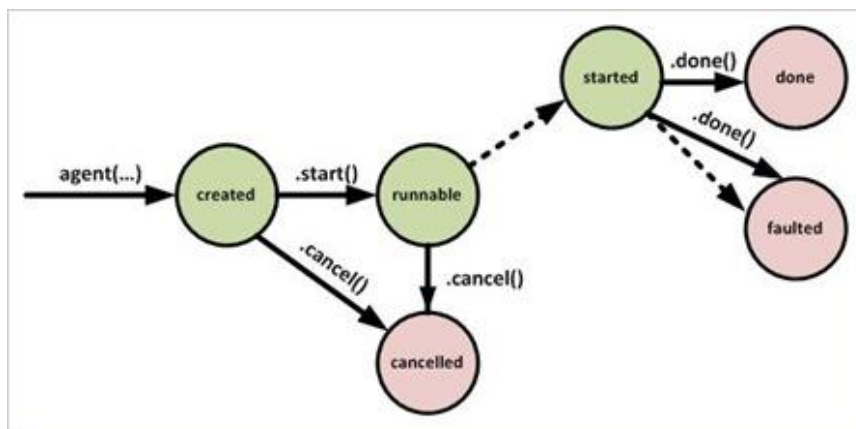 agent(...)
created
.start()
runnable
.cancel()
.cancel()
cancelled
started
.done()
done
.done()
faulted